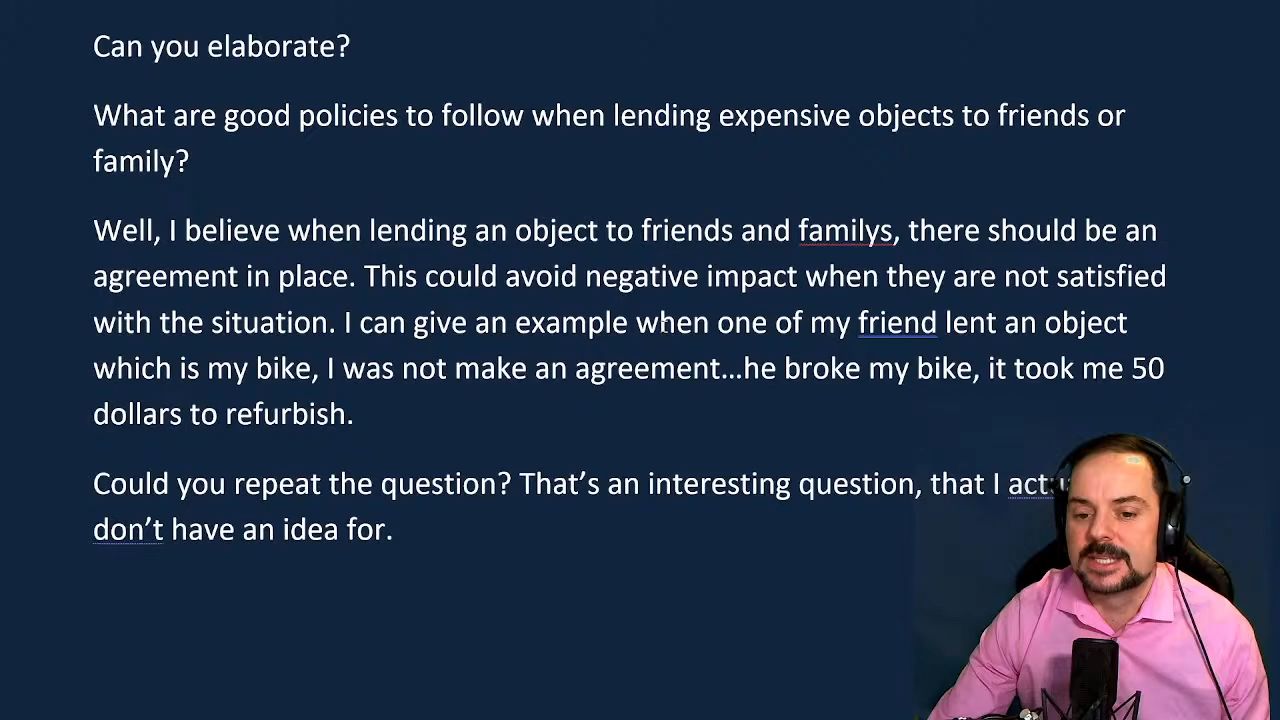 Can you elaborate?
What are good policies to follow when lending expensive objects to friends or
family?
Well, I believe when lending an object to friends and familys, there should be an
agreement in place. This could avoid negative impact when they are not satisfied
with the situation. I can give an example when one of my friend lent an object
which is my bike, I was not make an agreement...he broke my bike, it took me 50
dollars to refurbish.
Could you repeat the question? That's an interesting question, that I
don't have an idea for.